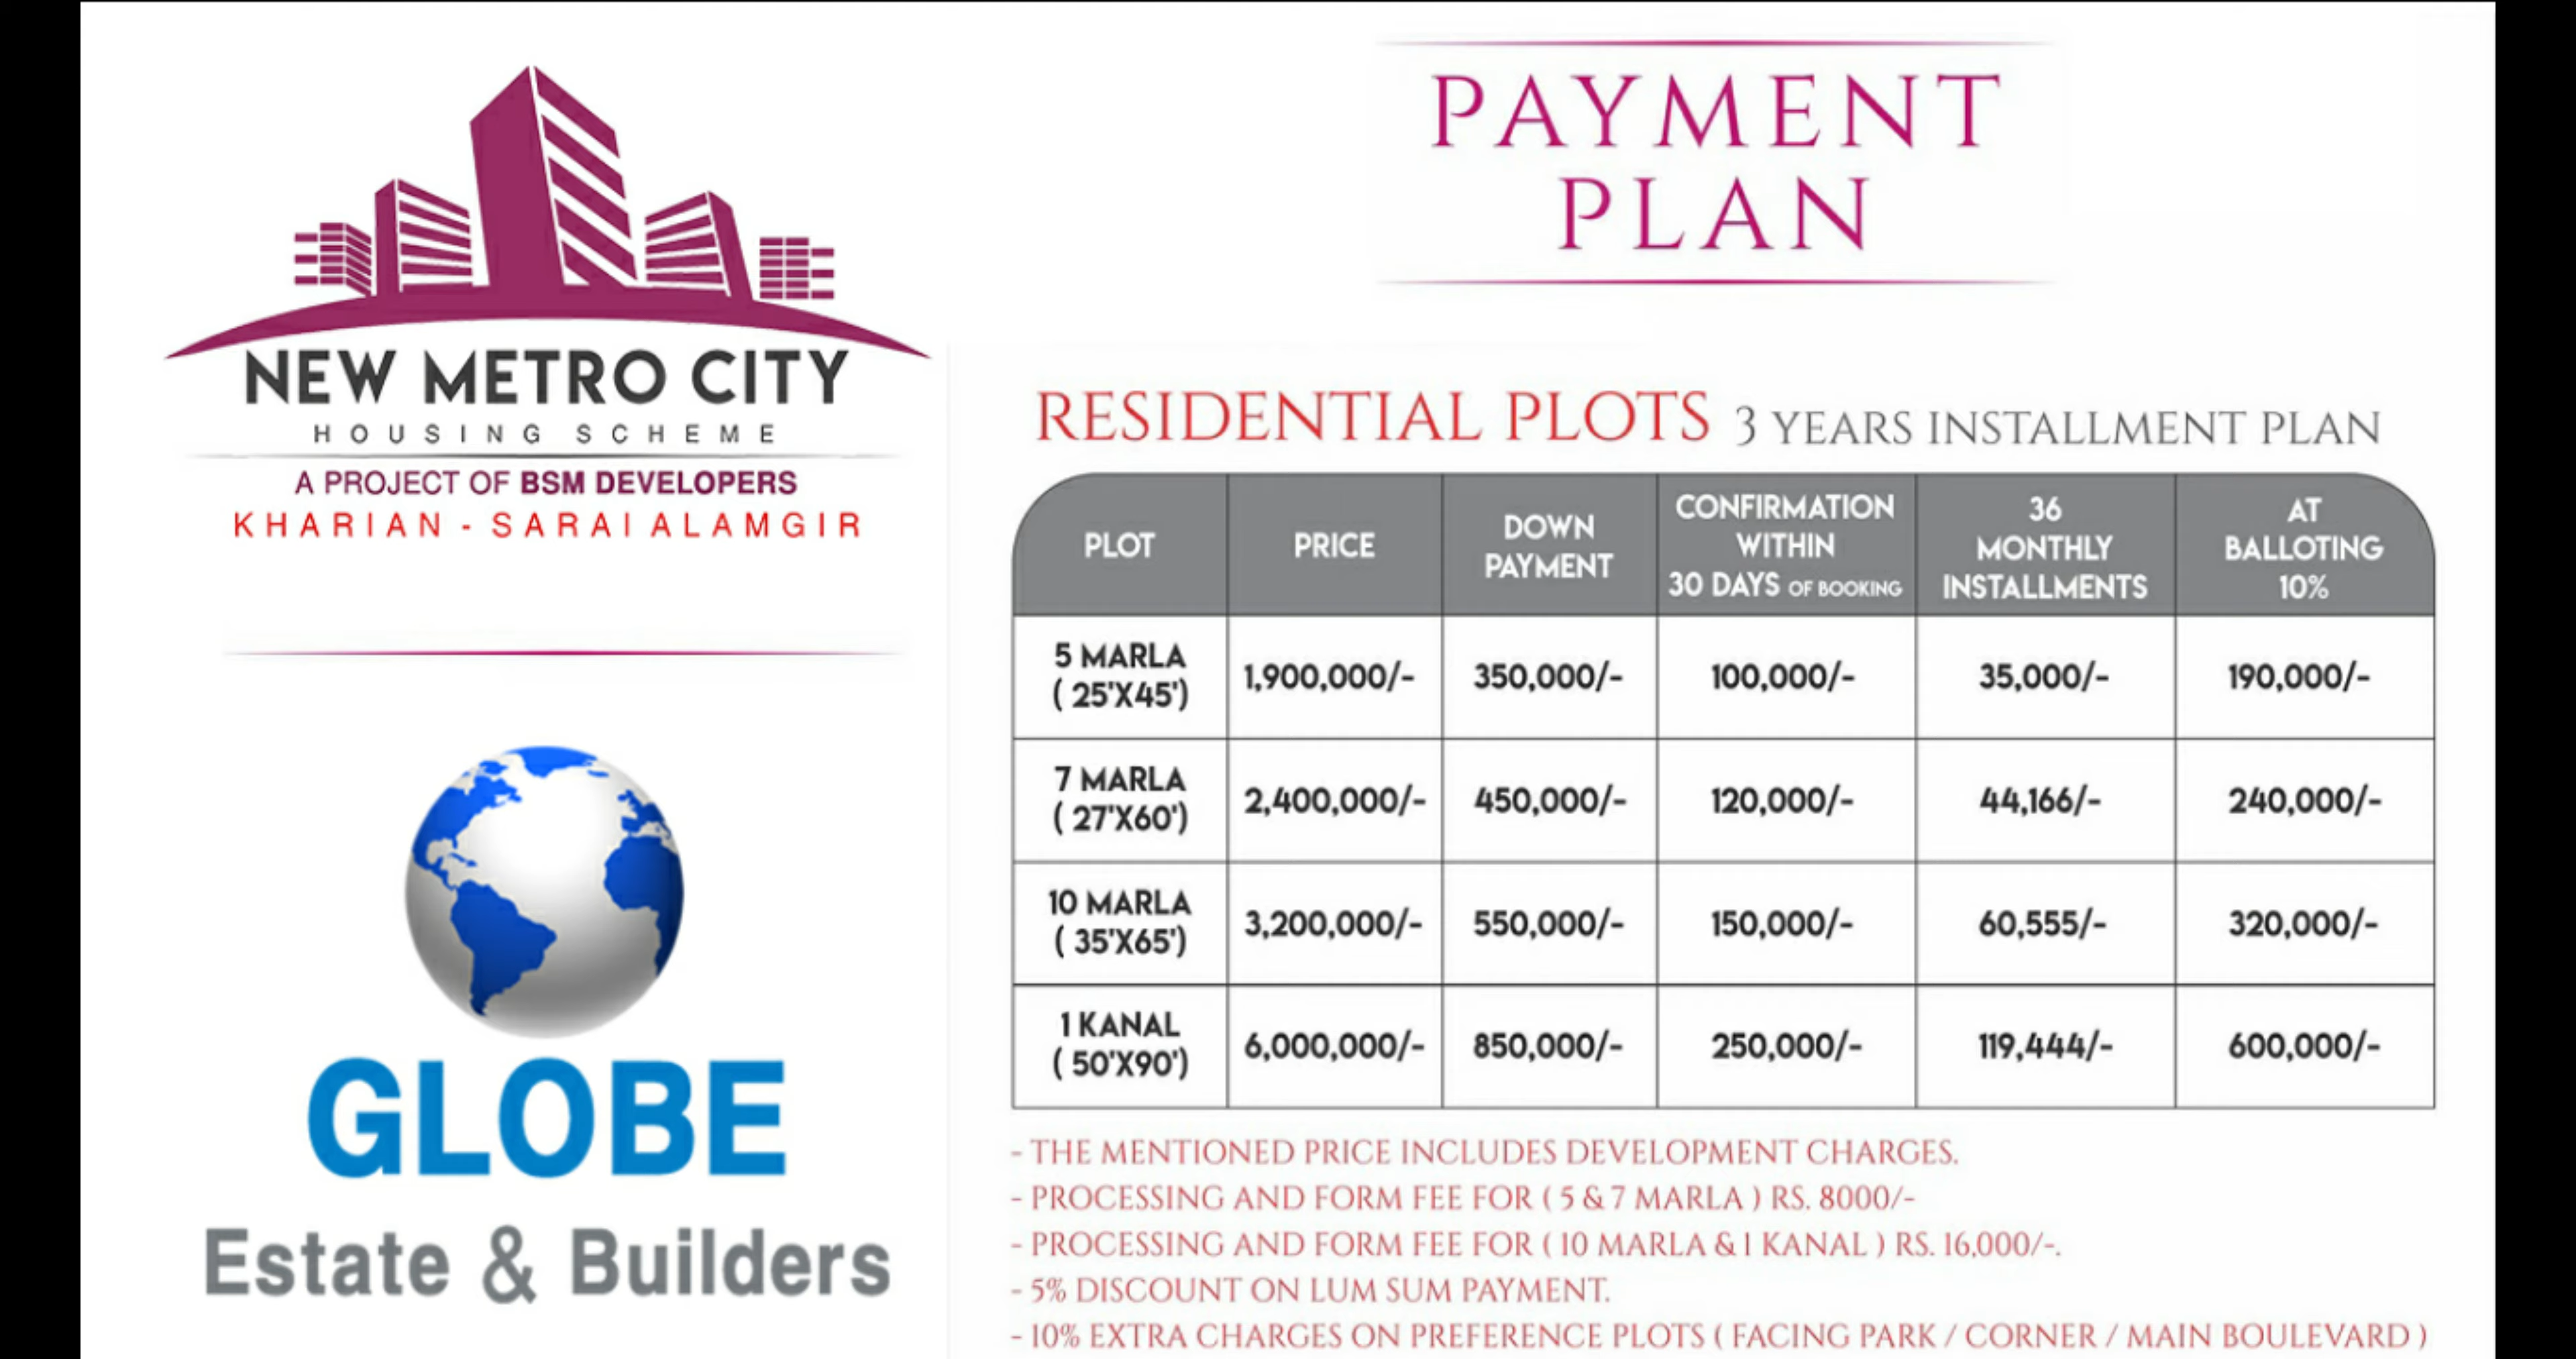 NEW METRO CITY
HOUSING SCHEME
A PROJECT OF BSM DEVELOPERS
KHARIAN - SARAI ALAMGIR
GLOBE
Estate & Builders
PAYMENT
PLAN
RESIDENTIAL PLOTS 3 YEARS INSTALLMENT PLAN
PLOT
PRICE
DOWN
PAYMENT
CONFIRMATION
WITHIN
30 DAYS OF BOOKING
36
MONTHLY
INSTALLMENTS
AT
BALLOTING
10%
5 MARLA
( 25'X45')
1,900,000/-
350,000/-
100,000/-
35,000/-
190,000/-
7 MARLA
( 27'X60')
2,400,000/-
450,000/-
120,000/-
44,166/-
240,000/-
10 MARLA
( 35'X65')
3,200,000/-
550,000/-
150,000/-
60,555/-
320,000/-
1 KANAL
( 50'X90')
6,000,000/-
850,000/-
250,000/-
119,444/-
600,000/-
- THE MENTIONED PRICE INCLUDES DEVELOPMENT CHARGES.
- PROCESSING AND FORM FEE FOR ( 5 & 7 MARLA ) RS. 8000/-
- PROCESSING AND FORM FEE FOR ( 10 MARLA & 1 KANAL ) RS. 16,000/-.
- 5% DISCOUNT ON LUM SUM PAYMENT.
- 10% EXTRA CHARGES ON PREFERENCE PLOTS ( FACING PARK / CORNER / MAIN BOULEVARD )